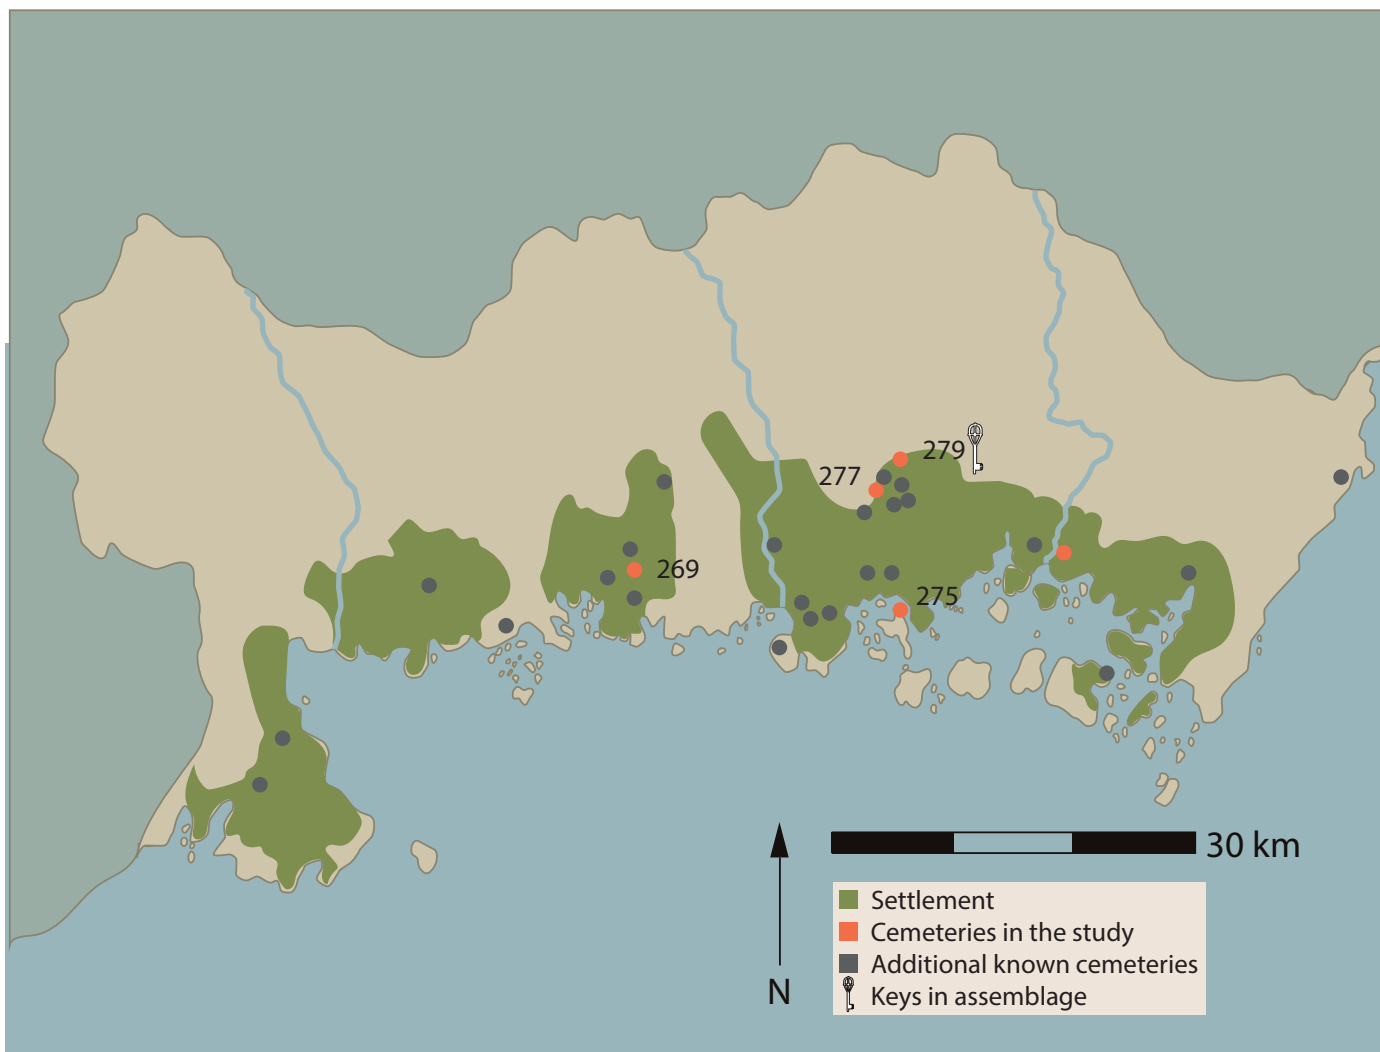 279
277
269
275
30 km
Settlement
Cemeteries in the study
Additional known cemeteries
Keys in assemblage
N